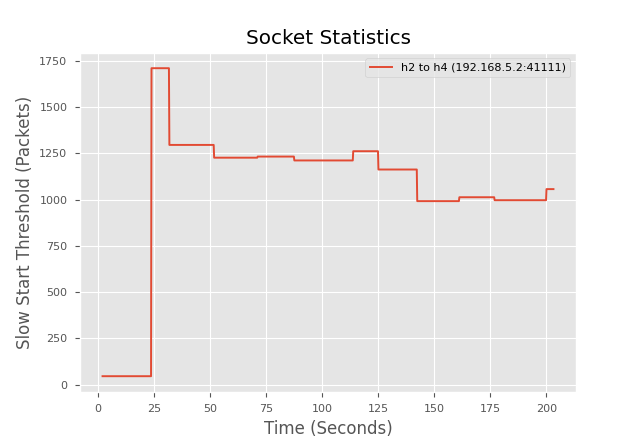 Socket Statistics
h2 to h4 (192.168.5.2:41111)
Slow Start Threshold (Packets)
1750
1500
1250
1000
750
500
250
0
0 25 50 75 100 125 150 175 200
Time (Seconds)